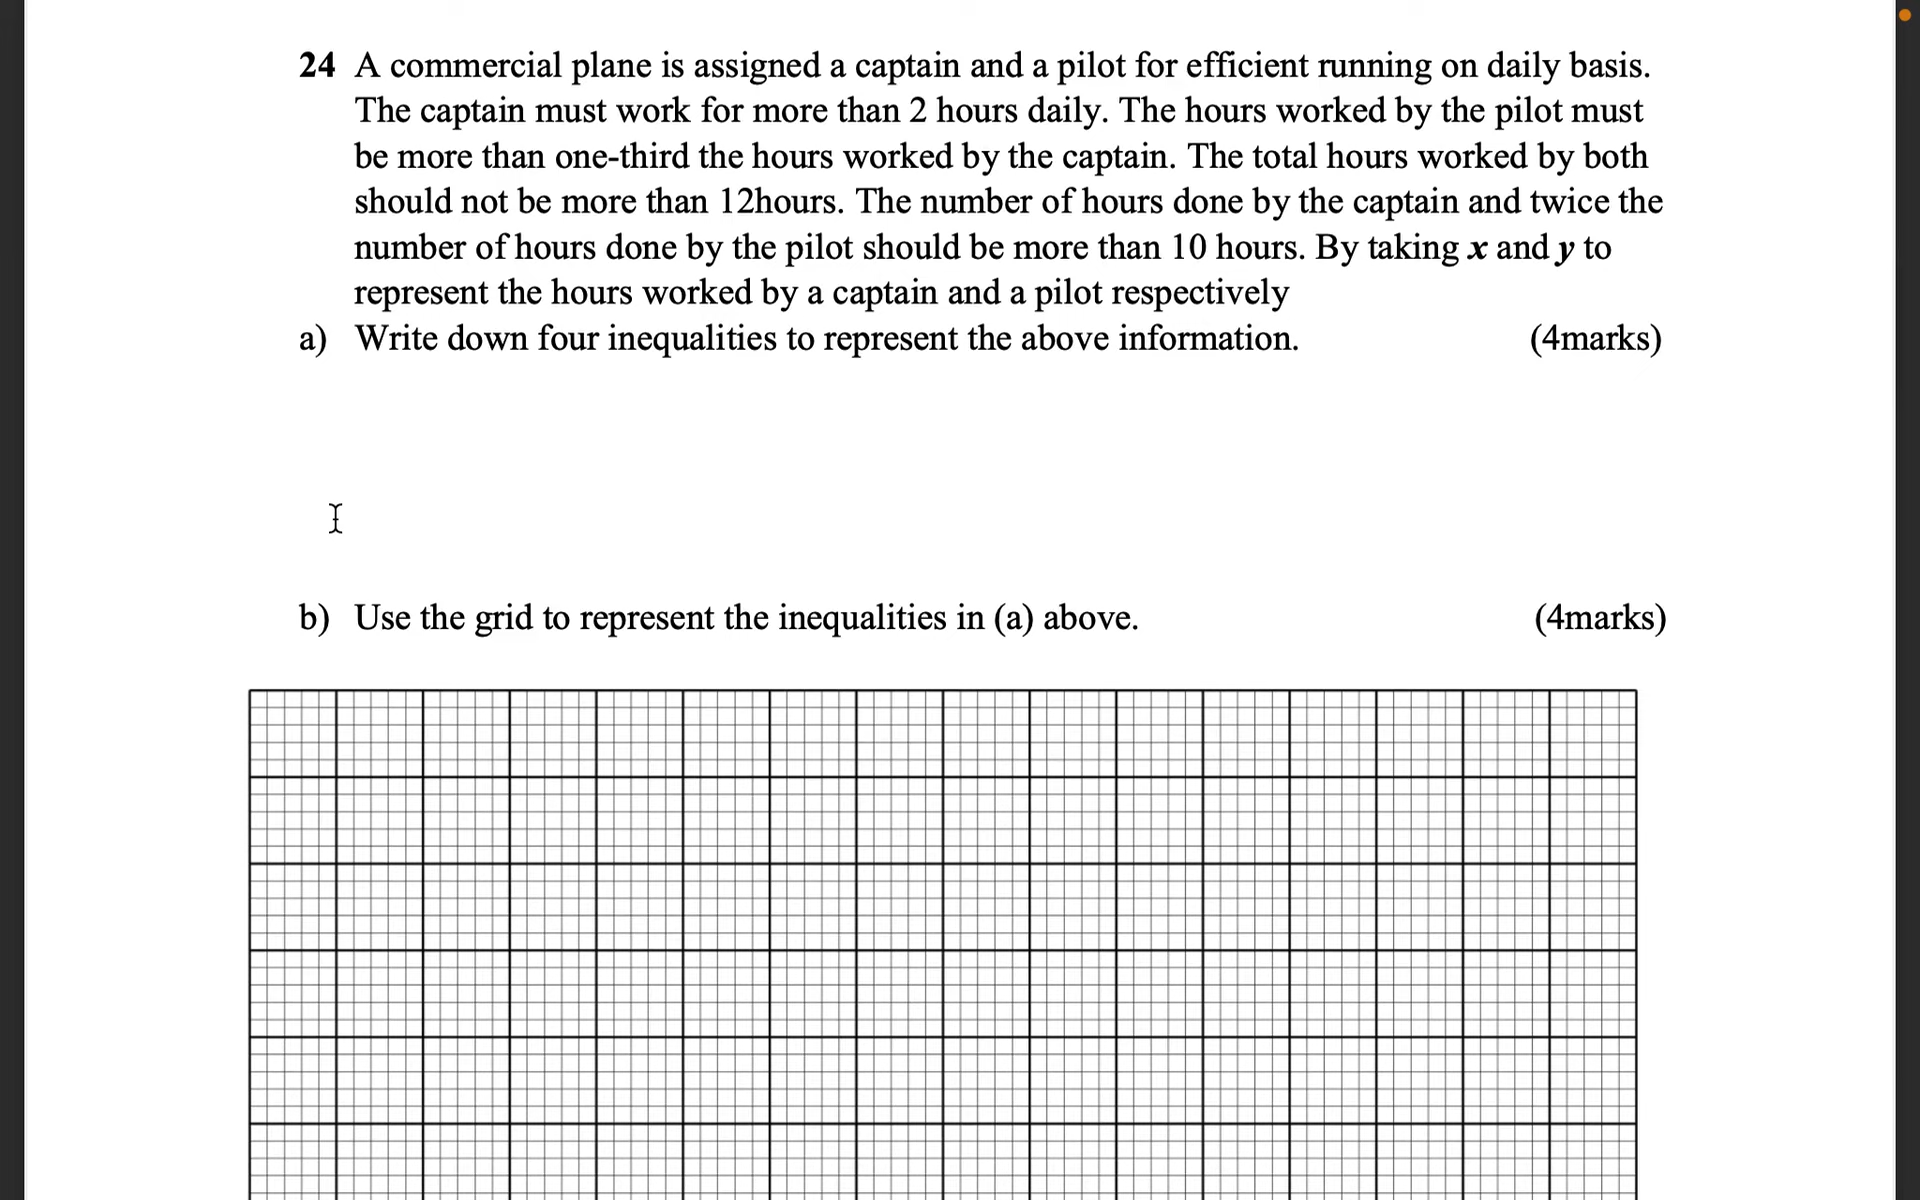 24 A commercial plane is assigned a captain and a pilot for efficient running on daily basis.
The captain must work for more than 2 hours daily. The hours worked by the pilot must
be more than one-third the hours worked by the captain. The total hours worked by both
should not be more than 12hours. The number of hours done by the captain and twice the
number of hours done by the pilot should be more than 10 hours. By taking x and y to
represent the hours worked by a captain and a pilot respectively
a) Write down four inequalities to represent the above information. (4marks)
b) Use the grid to represent the inequalities in (a) above. (4marks)